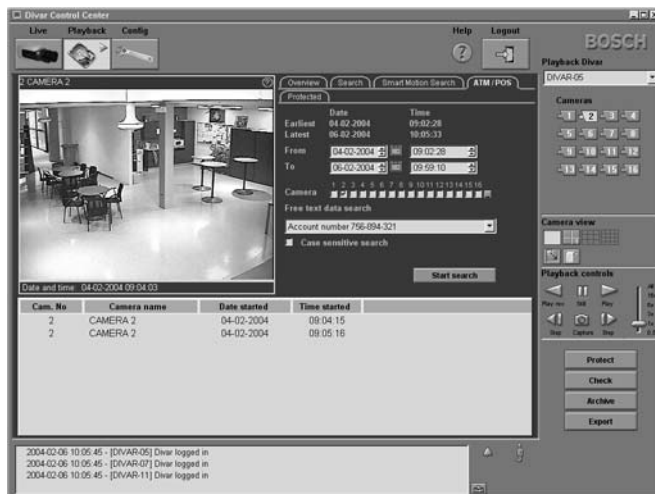 Divar Control Center
Live Playback Config
Help Logout
BOSCH
Playback Divar
DIVAR-05
2 CAMERA 2
Overview Search Smart Motion Search ATM/POS
Protected
Date Time
Earliest 04-02-2004 09:02:28
Latest 06-02-2004 10:05:33
From 04-02-2004 09:02:28
To 06-02-2004 09:59:10
1 2 3 4 5 6 7 8 9 10 11 12 13 14 15 16
Camera
Free text data search
Account number 756-894-321
Case sensitive search
Start search
Date and time: 04-02-2004 09:04:03
Cameras
1 2 3 4
5 6 7 8
9 10 11 12
13 14 15 16
Camera view
Playback controls
Play rev Still Play
Step Capture Step
Cam. No Camera name Date started Time started
2 CAMERA 2 04-02-2004 09:04:15
2 CAMERA 2 04-02-2004 09:05:16
Protect
Check
Archive
Export
2004-02-06 10:05:45 - [DIVAR-05] Divar logged in
2004-02-06 10:05:45 - [DIVAR-07] Divar logged in
2004-02-06 10:05:45 - [DIVAR-11] Divar logged in